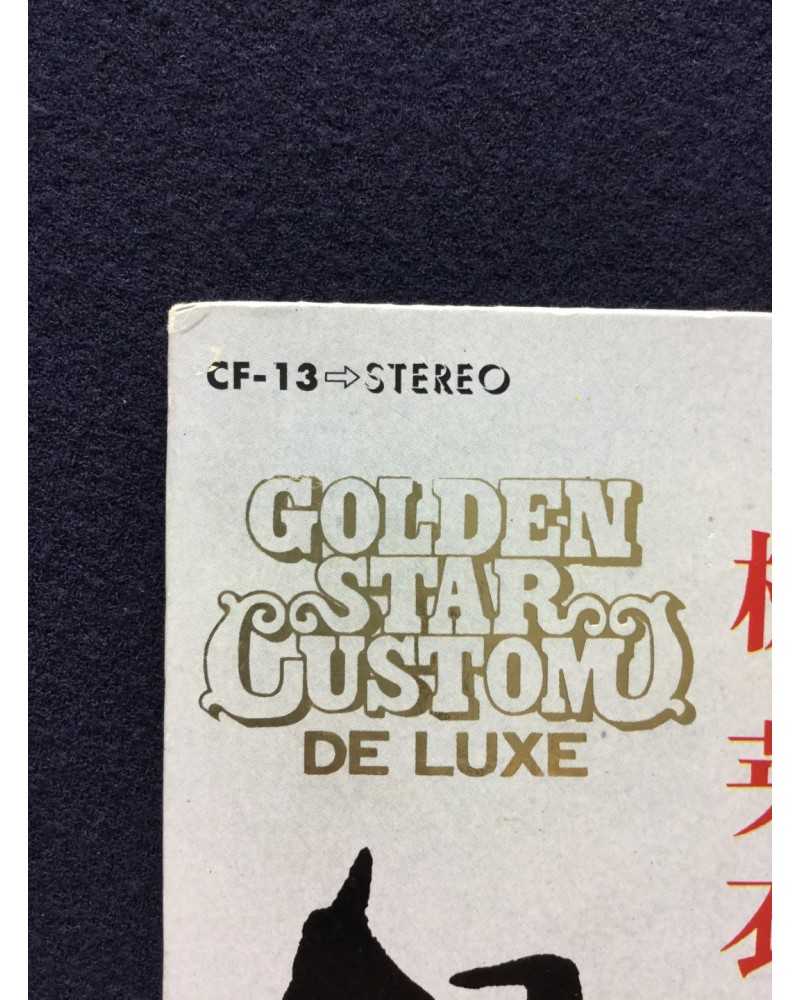 CF-13⇨STEREO
GOLDEN
STAR
CUSTOM
DE LUXE